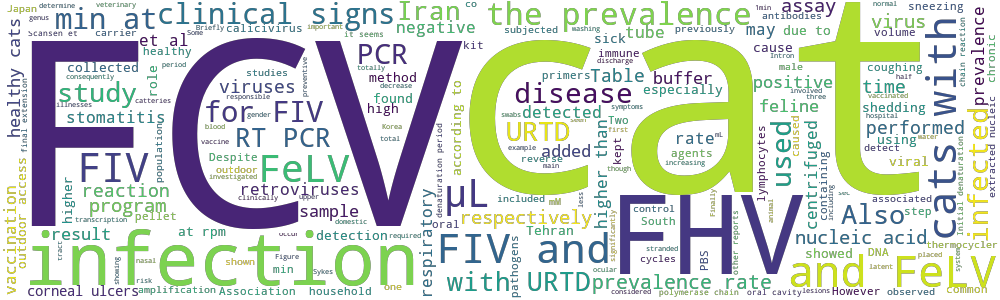 Japan
determine
veterinary
genus
Briefly
important
Some
Jansen et
carrier
calicivirus
min at
clinical signs
Iran
co
the prevalence
assay
sneezing
et al
it seems
negative
1min
antibodies
normal
healthy cats
collected
healthy
PCR
kit
subjected
previously
may
due to
virus
volume
period
washing
tube
sick
immune
discharge
cause
male
Intron
chain reaction
consequently
role
totally
method
primers
Table
buffer
coughing
prevalence
study
viruses
studies
preventive
decrease
found
high
disease
especially
positive
time
chronic
final extension
catteries
responsible
FCV
cat
stomatitis
for FIV
gender
symptoms
according to
swabs
seen
detected
Two
rate
mL
feline
shedding
half
vaccinated
cats with
illnesses
blood
vaccine
Korea
total
URTD
example
first
agents
lymphocytes
caused
involved
three
performed
hospital
water
RT PCR
Despite
outdoor
investigated
added
reverse
main
kept
increasing
used
using
detect
viral
FIV
population
FeLV
clinically
upper
denaturation period
µL
though
higher than
centrifuged
containing
including
infected
extracted nucleic
outdoor access
reaction
retroviruses
domestic
included
mM
South
control
Finally
animal
Also
sec
associated
initial denaturation
vaccination
higher
program
pellet
transcription
sample
respiratory
oral
respectively
Tehran
significantly
FHV
step
nucleic acid
thermocycler
infection
result
at rpm
occur
detection
required
pathogens
stranded
cycles
PBS
other reports
showed
DNA
latent
system
tract
showing
nasal
risk
shown
Figure
min
Sykes
FIV and
ocular
and FeLV
placed
corneal ulcers
amplification
Association
household
one
with URTD
prevalence rate
considered
polymerase chain
oral cavity
lesions
However
observed
common